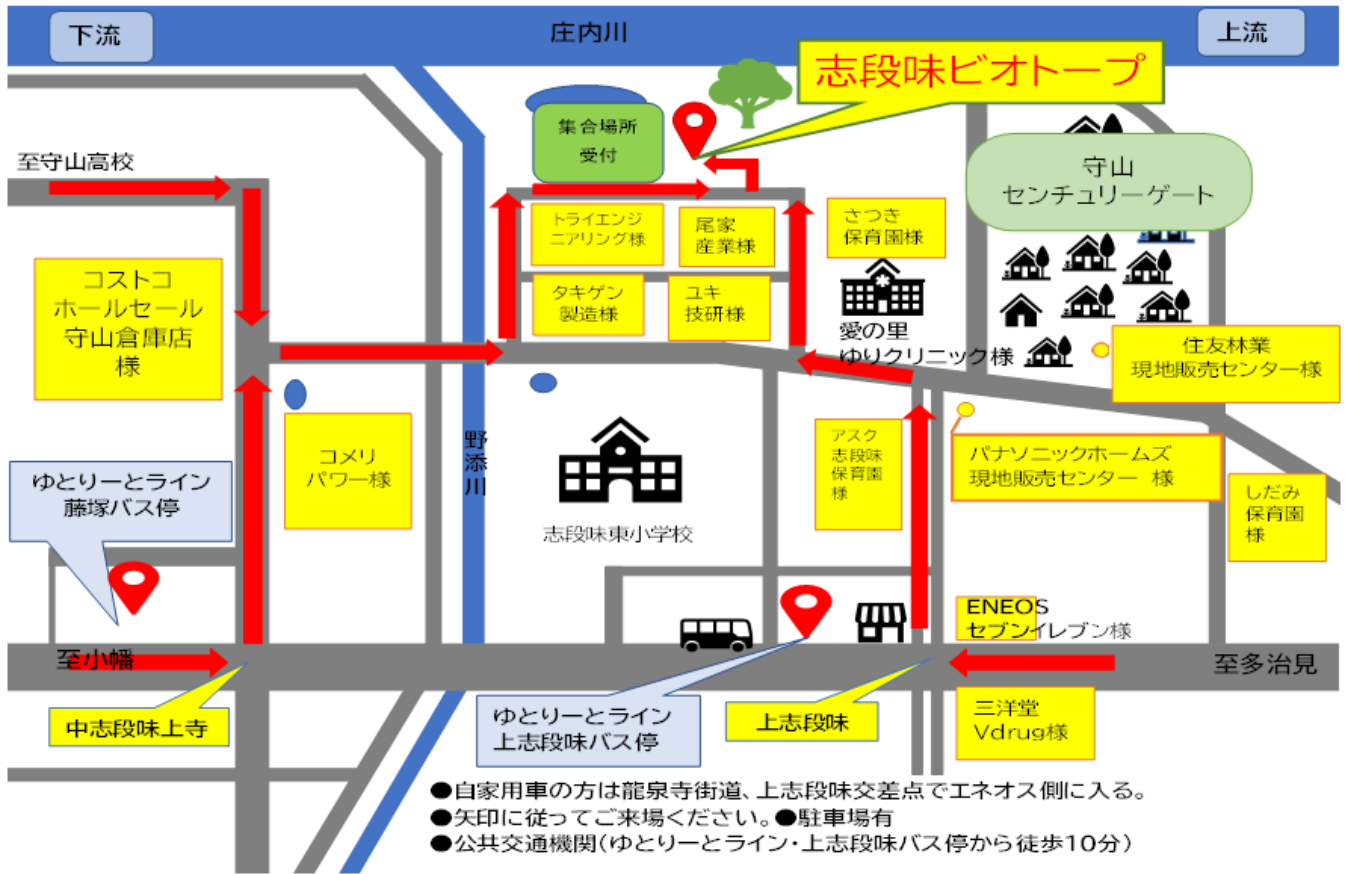 下流
庄内川
上流
志段味ビオトープ
集合場所
受付
至守山高校
守山
センチュリーゲート
トライエンジ
ニアリング様
尾家
産業様
さつき
保育園様
コストコ
ホールセール
守山倉庫店
様
タキゲン
製造様
ユキ
技研様
愛の里
ゆりクリニック様
住友林業
現地販売センター様
コメリ
パワー様
野添川
アスク
志段味
保育園
様
パナソニックホームズ
現地販売センター 様
ゆとりーとライン
藤塚バス停
しだみ
保育園
様
志段味東小学校
ENEOS
セブンイレブン様
至小幡
至多治見
中志段味上寺
ゆとりーとライン
上志段味バス停
上志段味
三洋堂
Vdrug様
●自家用車の方は龍泉寺街道、上志段味交差点でエネオス側に入る。
●矢印に従ってご来場ください。●駐車場有
●公共交通機関(ゆとりーとライン・上志段味バス停から徒歩10分)